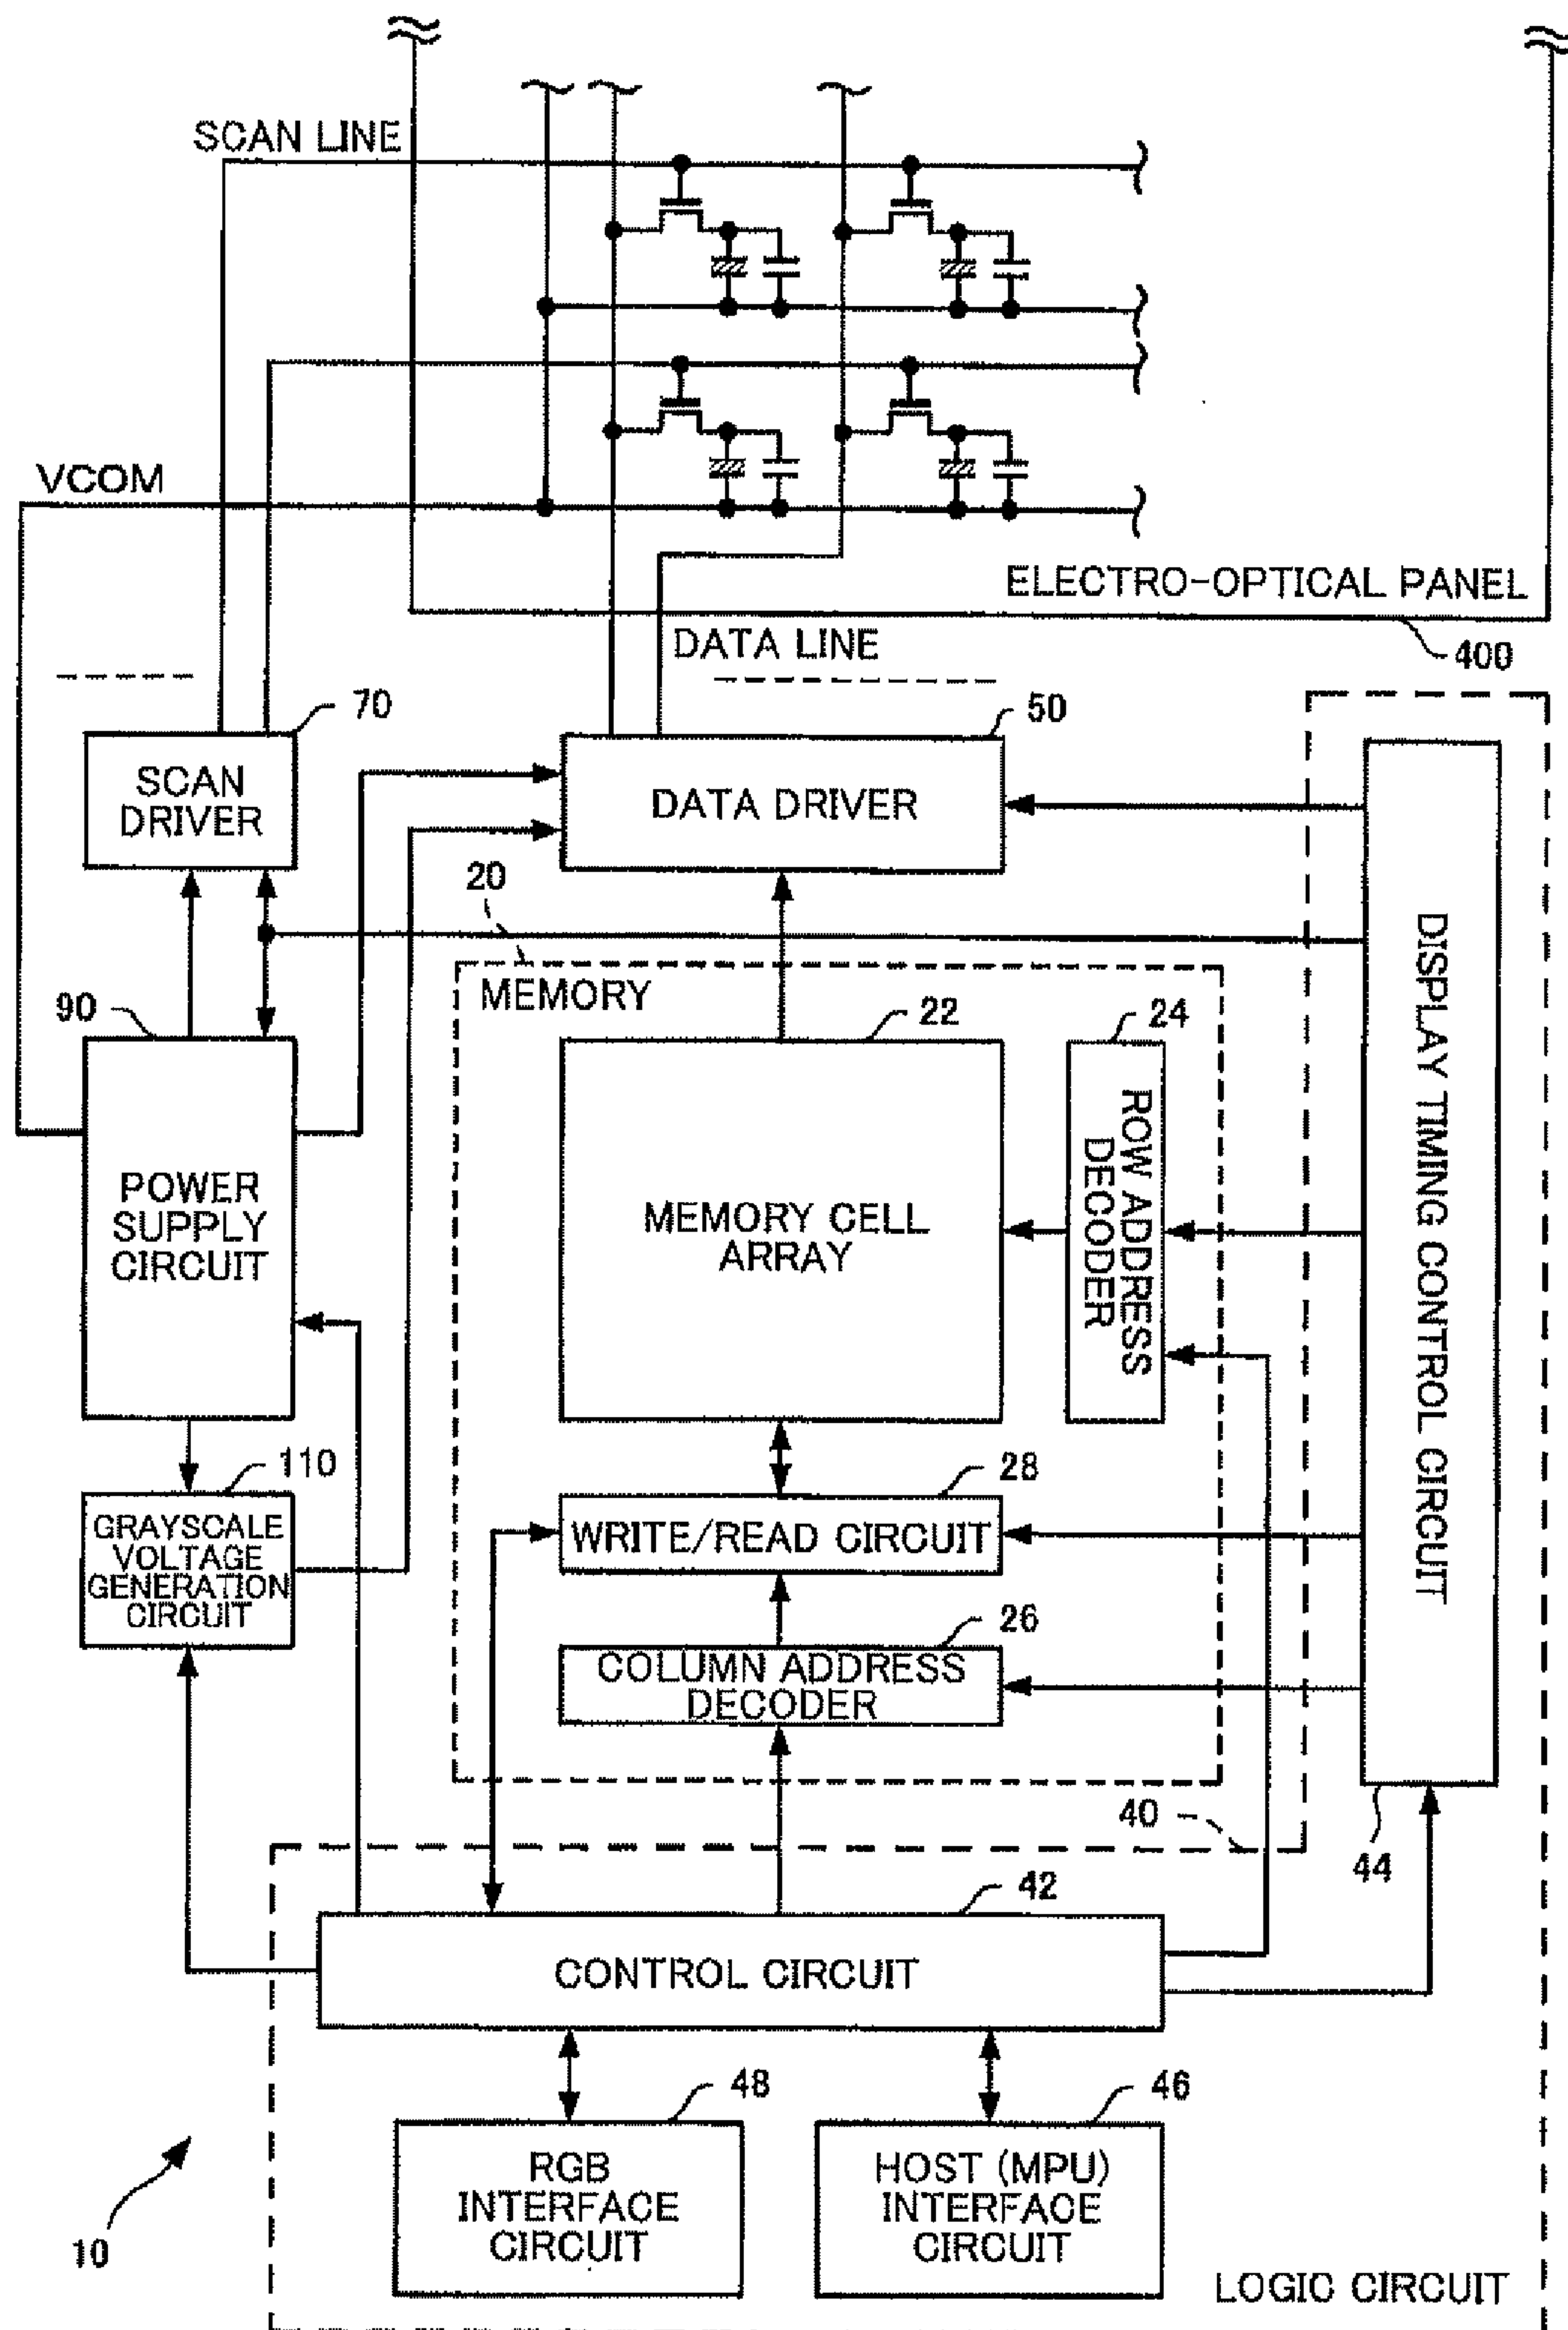 SCAN LINE
VCOM
ELECTRO-OPTICAL PANEL
400
DATA LINE
70
SCAN
DRIVER
50
DATA DRIVER
20
MEMORY
90
POWER
SUPPLY
CIRCUIT
22
MEMORY CELL
ARRAY
24
ROW ADDRESS
DECODER
DISPLAY TIMING CONTROL CIRCUIT
110
GRAYSCALE
VOLTAGE
GENERATION
CIRCUIT
28
WRITE/READ CIRCUIT
26
COLUMN ADDRESS
DECODER
40
44
42
CONTROL CIRCUIT
48
RGB
INTERFACE
CIRCUIT
46
HOST (MPU)
INTERFACE
CIRCUIT
10
LOGIC CIRCUIT